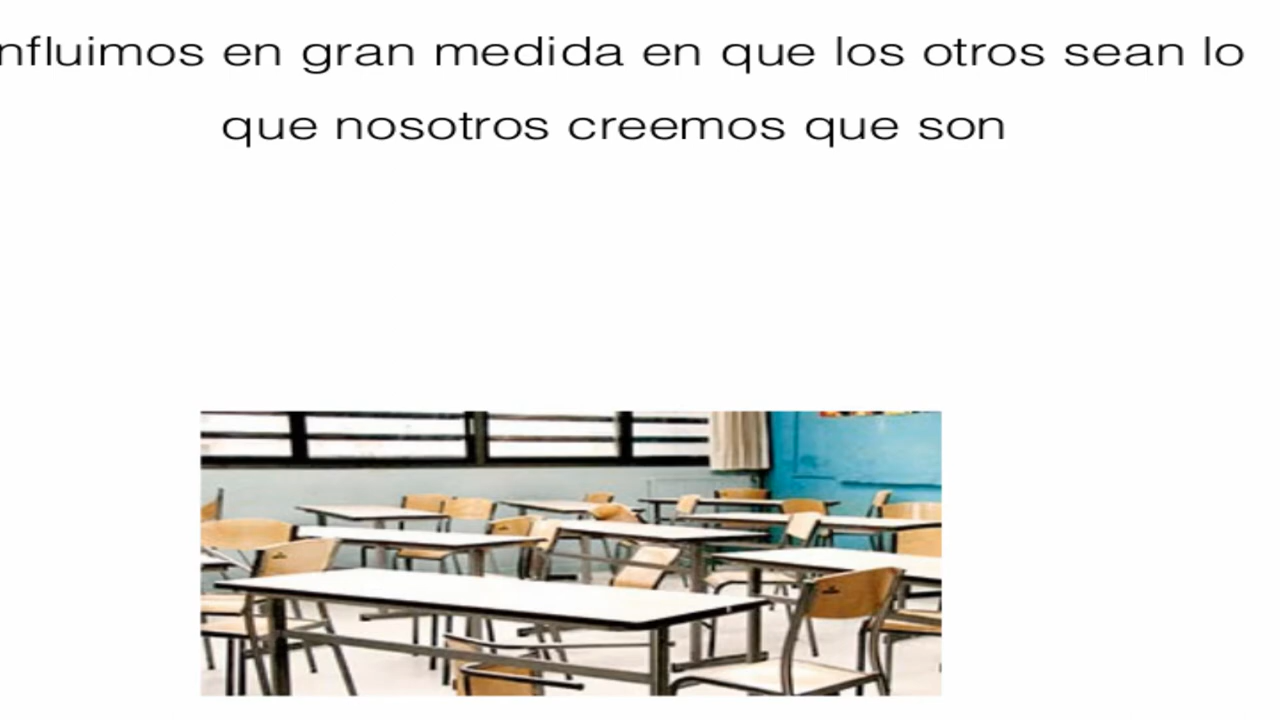 nfluimos en gran medida en que los otros sean lo
que nosotros creemos que son